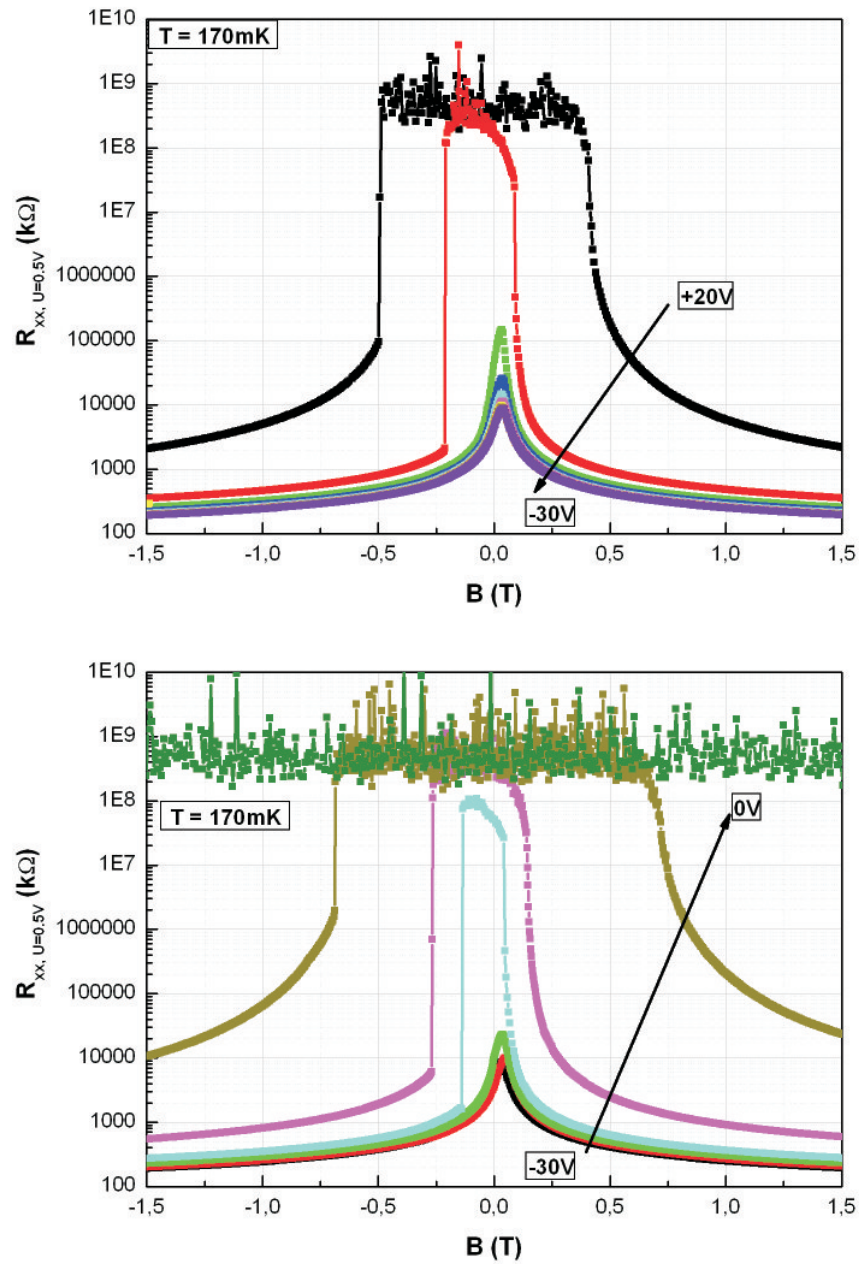 1E10
T = 170mK
1E9
1E8
1E7
1000000
100000
10000
1000
100
Rxx, U=0.5V (kΩ)
+20V
-30V
-1,5 -1,0 -0,5 0,0 0,5 1,0 1,5
B (T)
1E10
1E9
1E8
T = 170mK
0V
1E7
1000000
100000
10000
1000
100
Rxx, U=0.5V (kΩ)
-30V
-1,5 -1,0 -0,5 0,0 0,5 1,0 1,5
B (T)